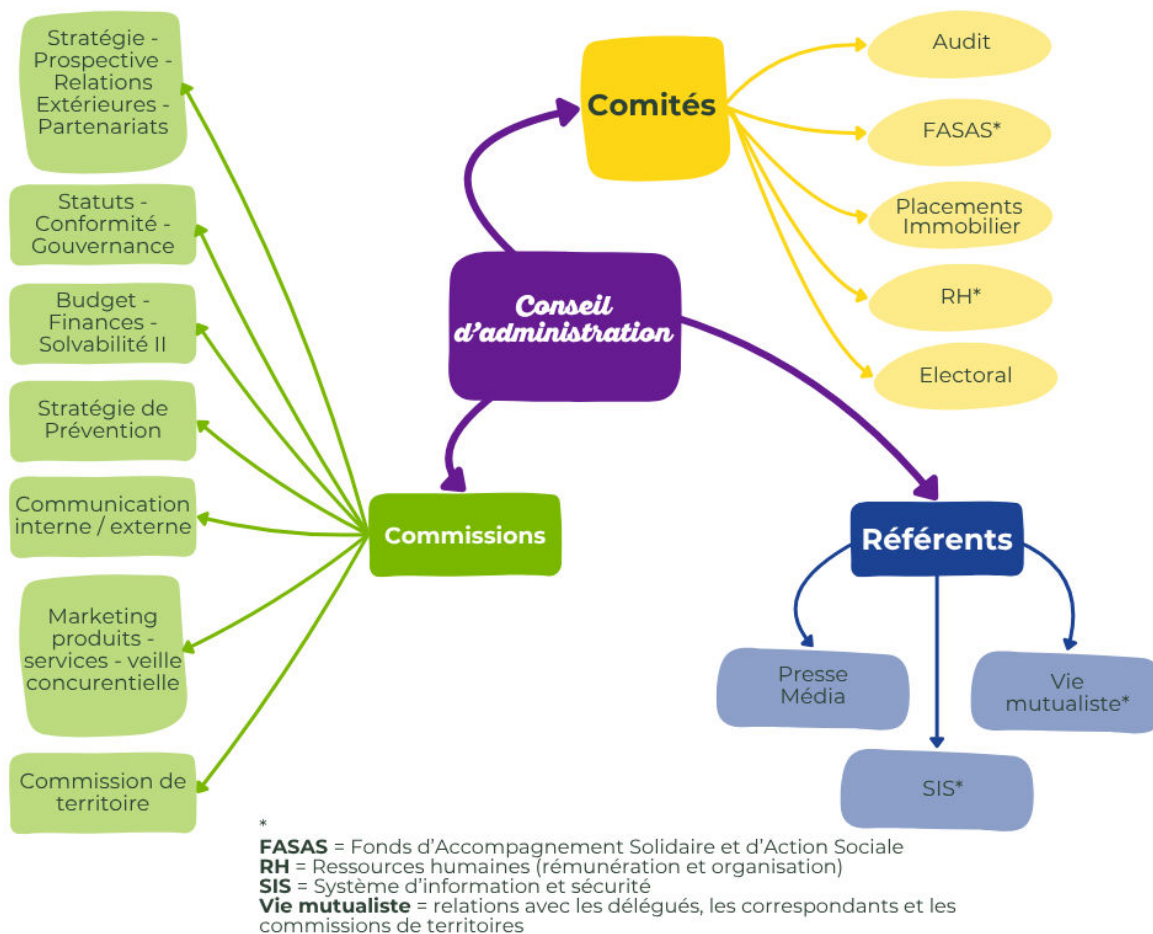 Stratégie -
Prospective -
Relations
Extérieures -
Partenariats
Statuts -
Conformité -
Gouvernance
Budget -
Finances -
Solvabilité II
Stratégie de
Prévention
Communication
interne / externe
Marketing
produits -
services - veille
concurentielle
Commission de
territoire
Commissions
Conseil
d'administration
Comités
Audit
FASAS*
Placements
Immobilier
RH*
Electoral
Référents
Presse
Média
SIS*
Vie
mutualiste*
*
FASAS = Fonds d'Accompagnement Solidaire et d'Action Sociale
RH = Ressources humaines (rémunération et organisation)
SIS = Système d'information et sécurité
Vie mutualiste = relations avec les délégués, les correspondants et les
commissions de territoires